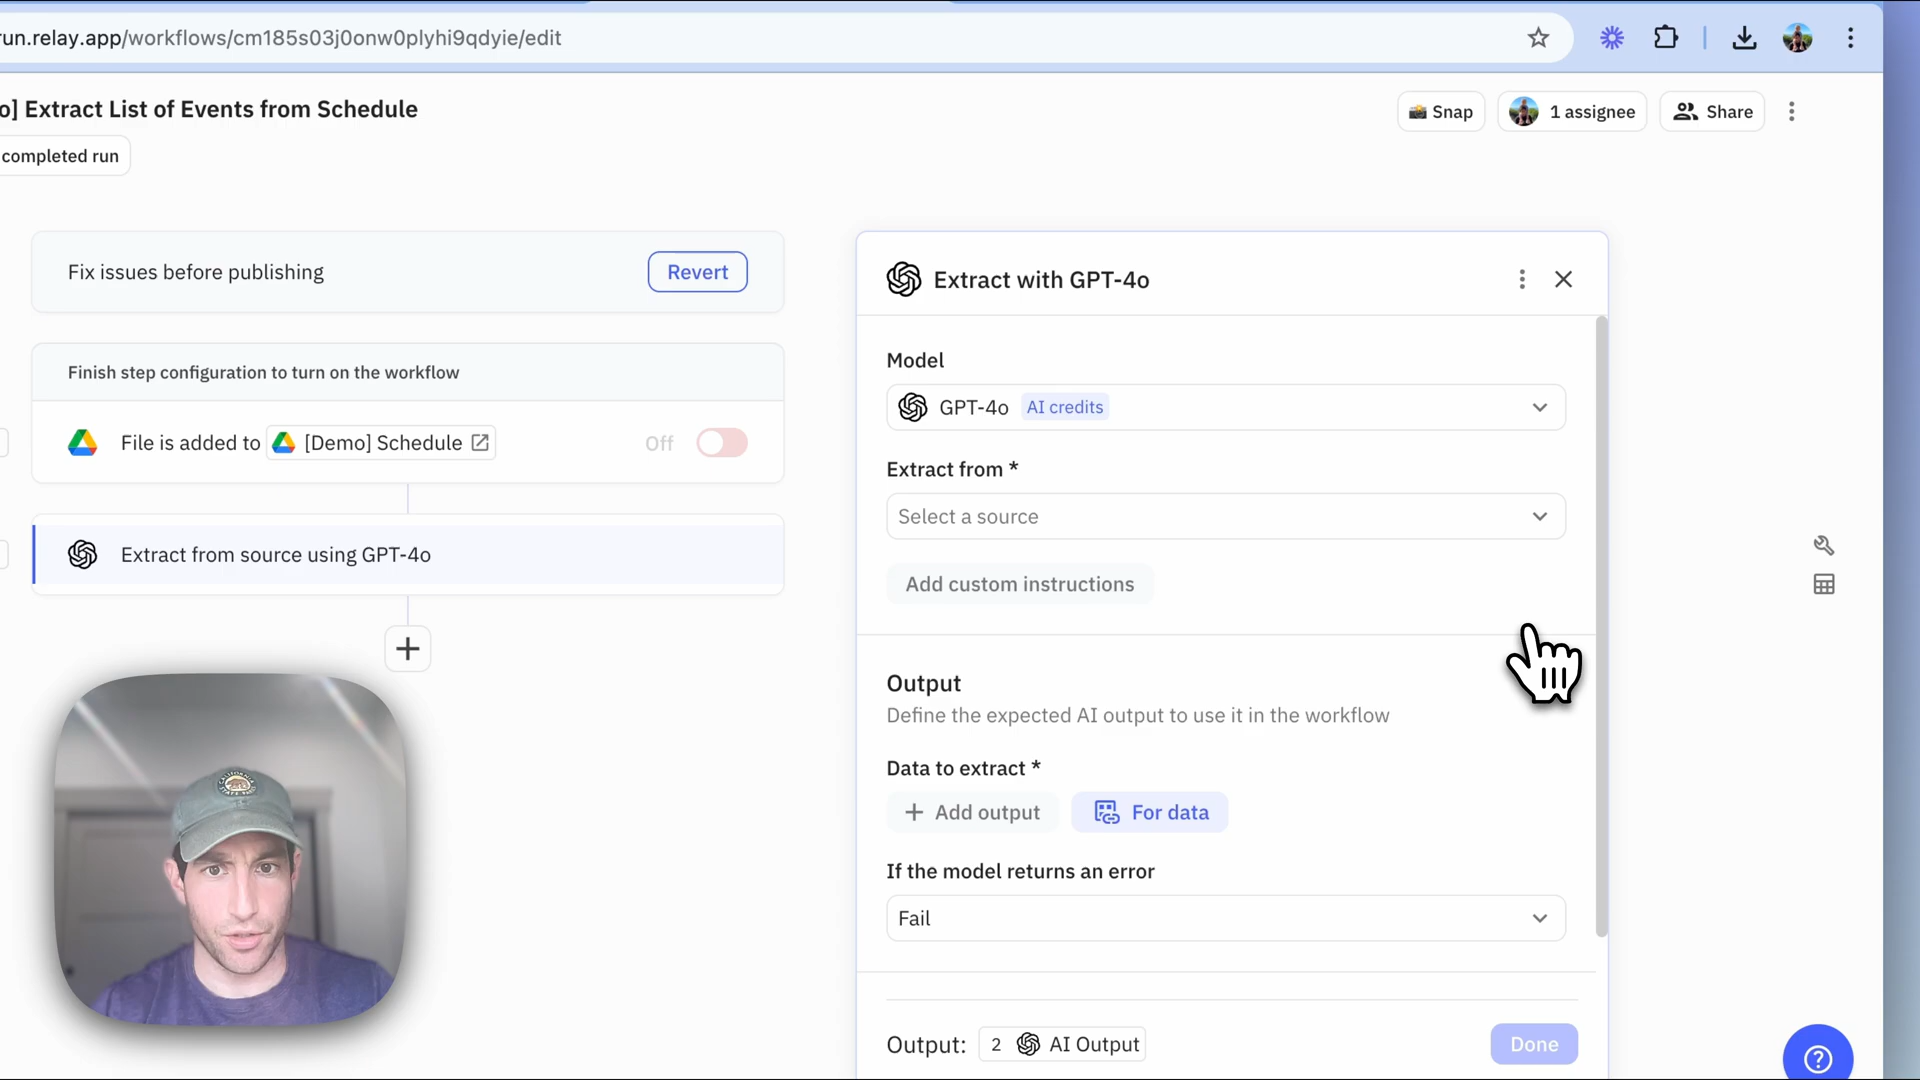 run.relay.app/workflows/cm185s03j0onw0plyhi9qdyie/edit
o] Extract List of Events from Schedule
Snap
1 assignee
Share
completed run
Fix issues before publishing
Revert
Finish step configuration to turn on the workflow
File is added to [Demo] Schedule
Off
Extract from source using GPT-4o
Extract with GPT-4o
Model
GPT-4o AI credits
Extract from *
Select a source
Add custom instructions
Output
Define the expected AI output to use it in the workflow
Data to extract *
Add output
For data
If the model returns an error
Fail
Output: 2 AI Output
Done